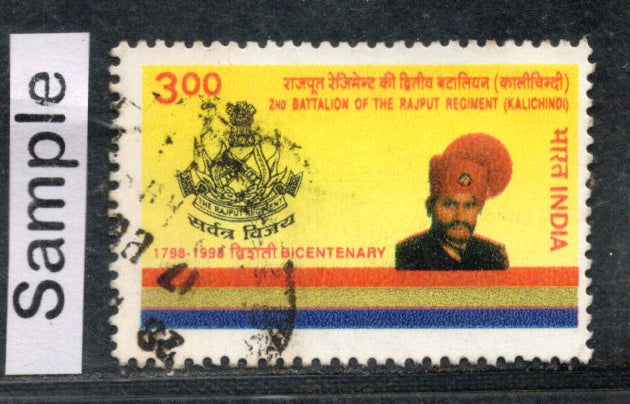 Sample
3.00
राजपूत रेजिमेन्ट की द्वितीय बटालियन (कालीचिन्दी)
2ND BATTALION OF THE RAJPUT REGIMENT (KALICHINDI)
THE RAJPUT REGIMENT
सर्वत्र विजय
1798-1998 द्विशती BICENTENARY
भारत INDIA